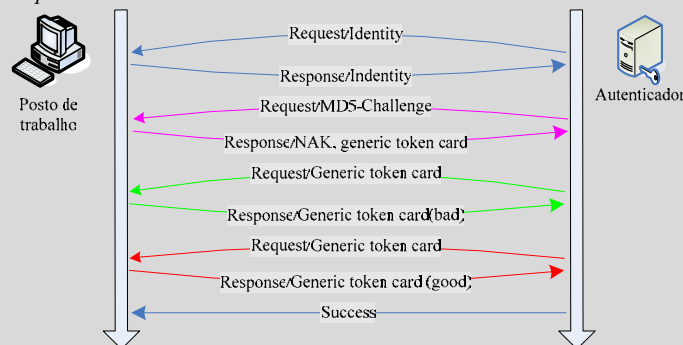 Request/Identity
Response/Indentity
Posto de
trabalho
Autenticador
Request/MD5-Challenge
Response/NAK, generic token card
Request/Generic token card
Response/Generic token card(bad)
Request/Generic token card
Response/Generic token card (good)
Success